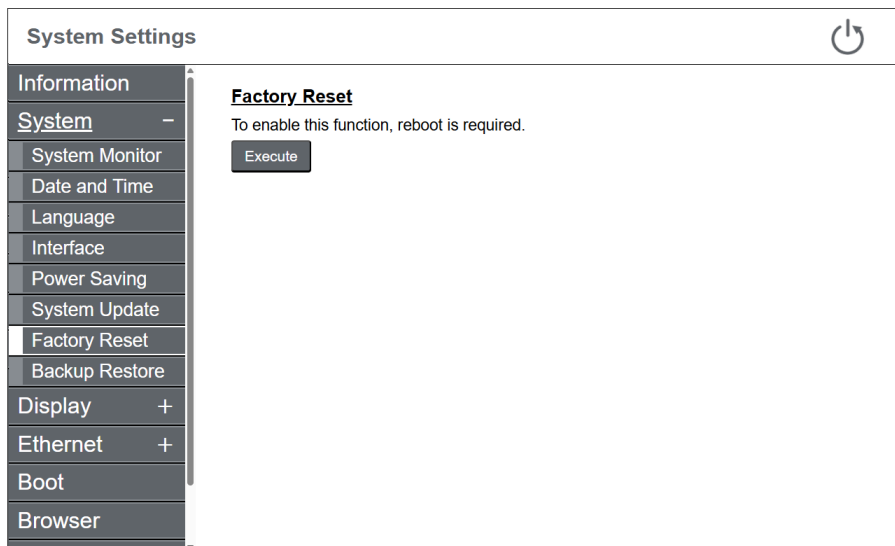 System Settings
Information
System −
System Monitor
Date and Time
Language
Interface
Power Saving
System Update
Factory Reset
Backup Restore
Display +
Ethernet +
Boot
Browser
Factory Reset
To enable this function, reboot is required.
Execute